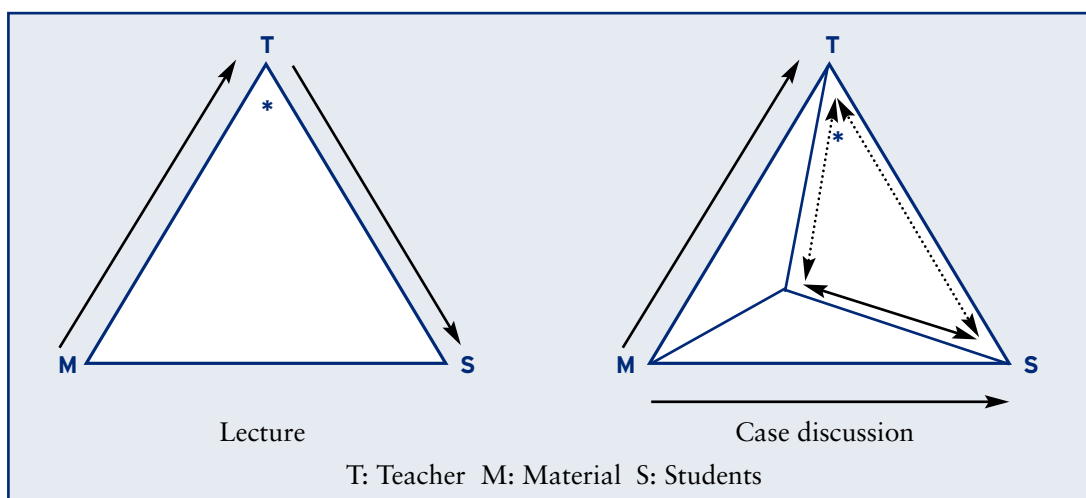 T T
*
*
M S M S
Lecture Case discussion
T: Teacher M: Material S: Students